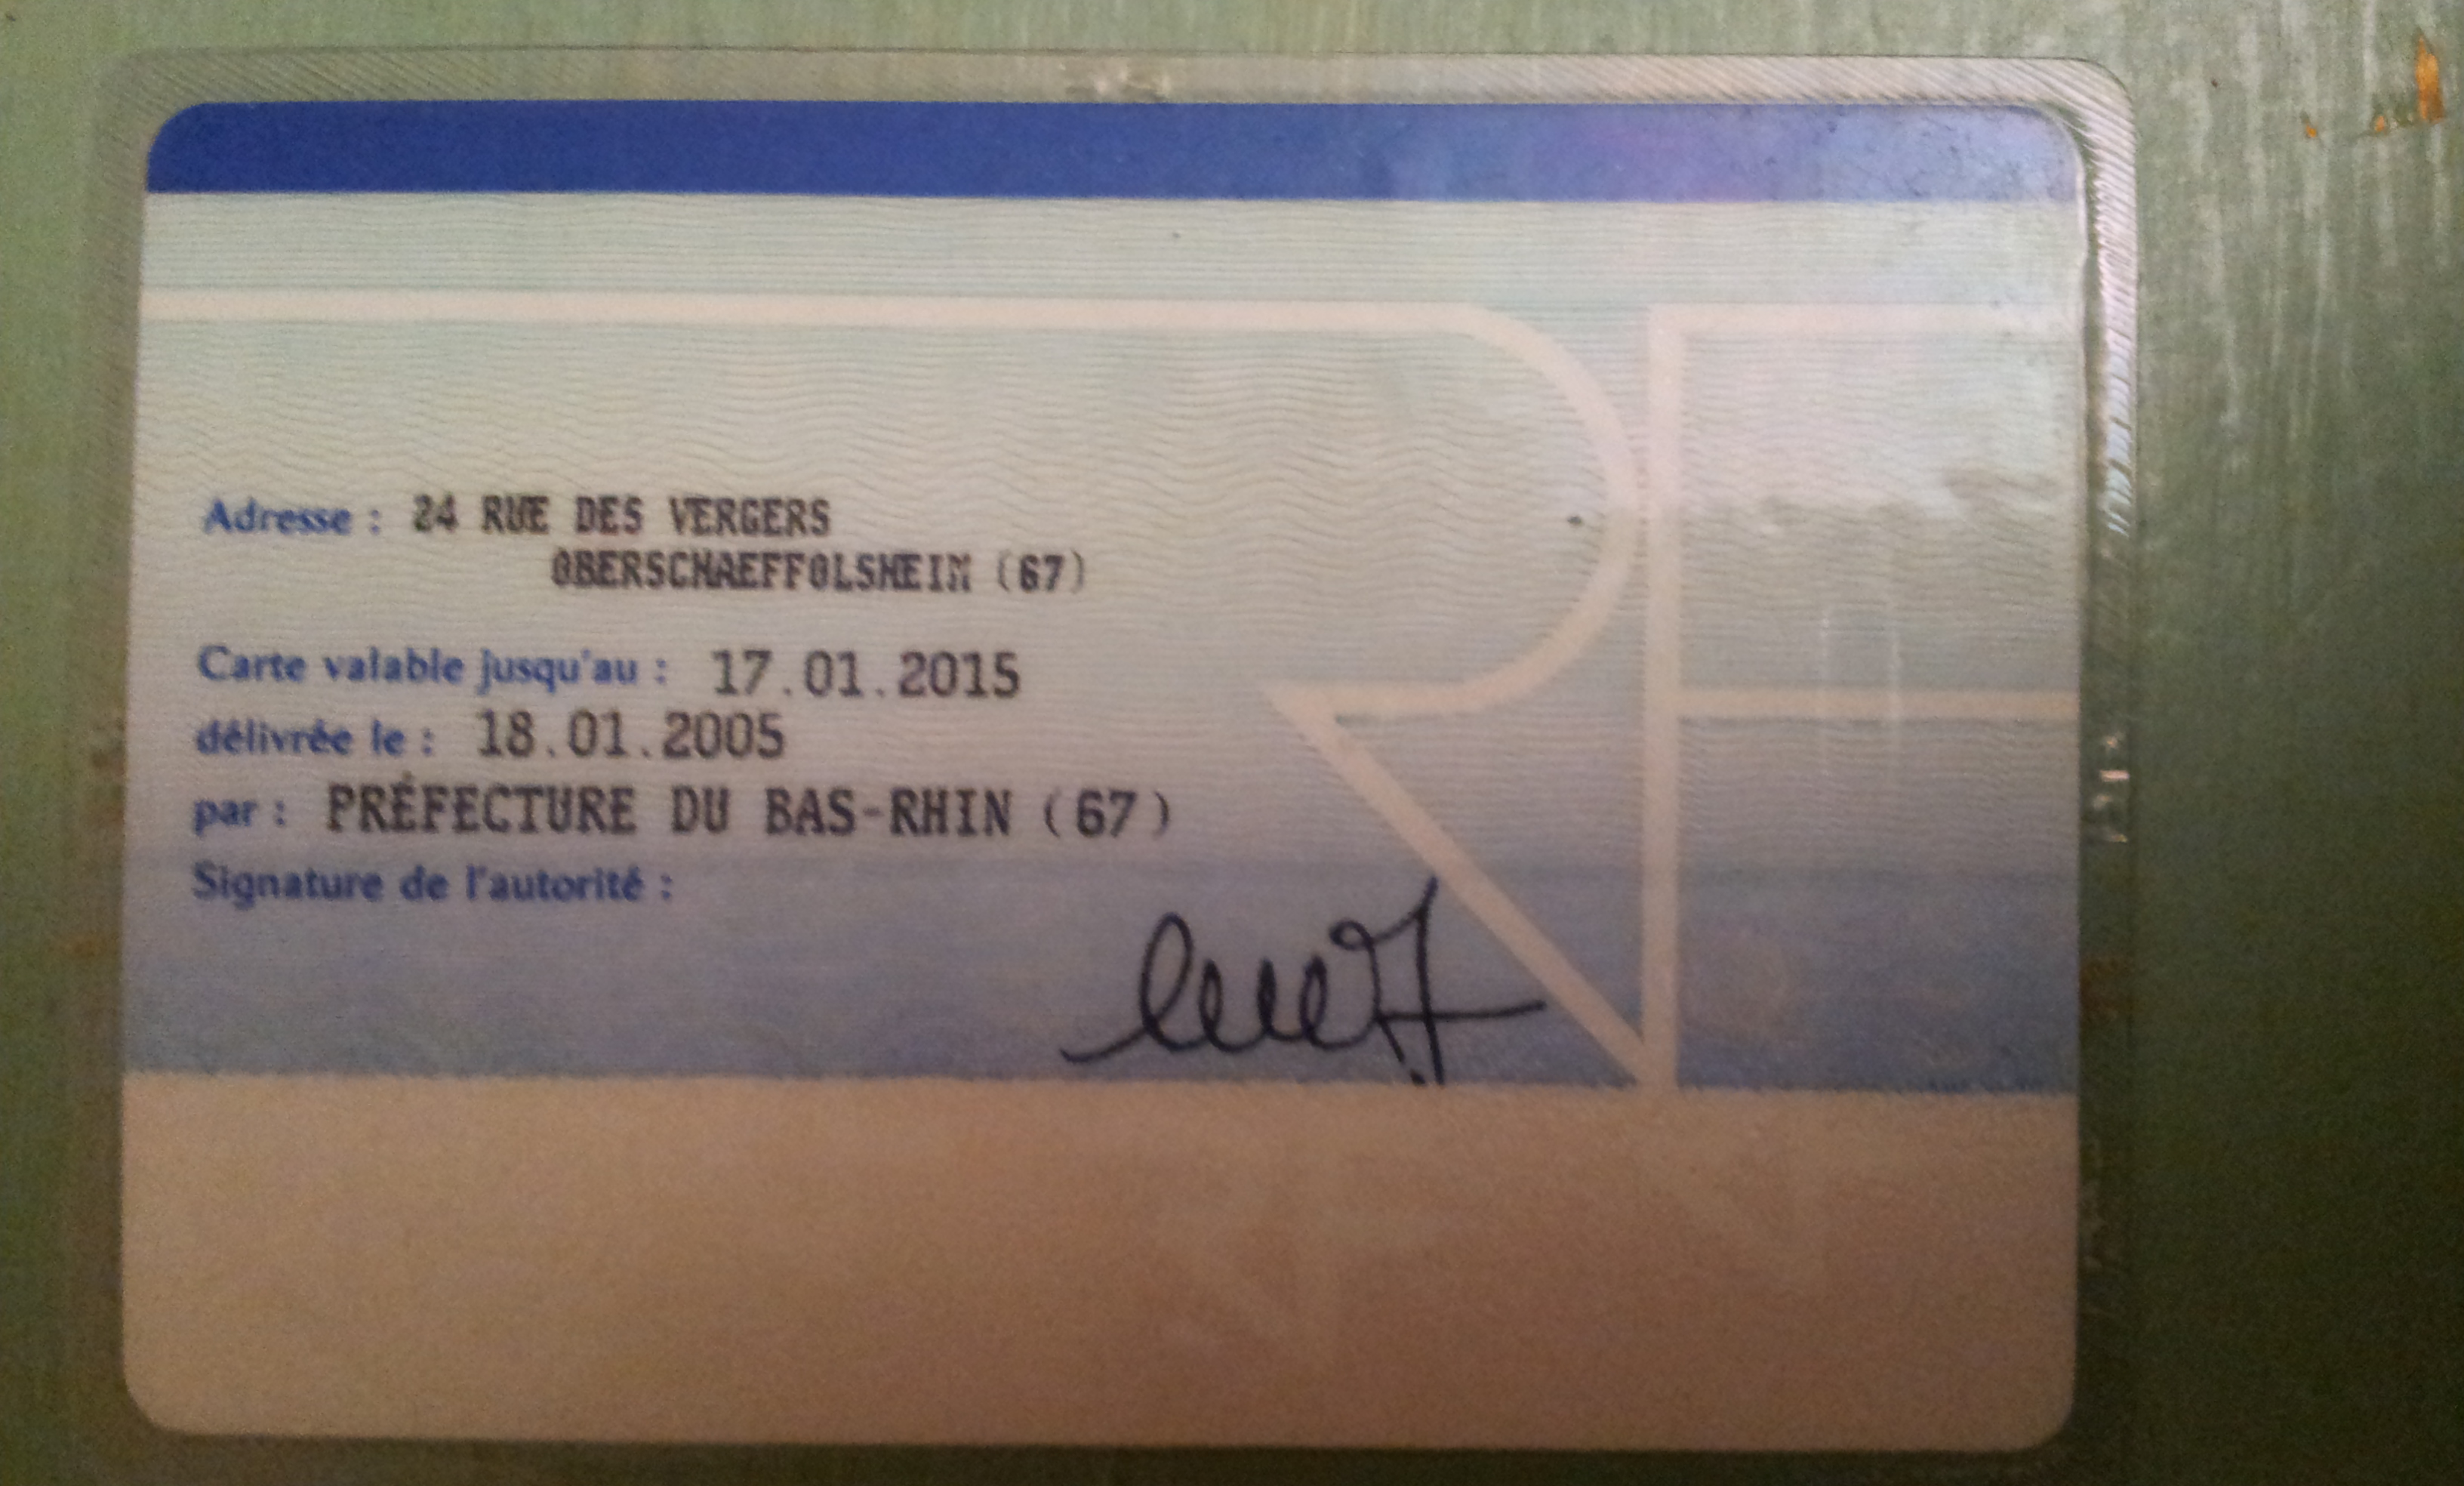 Adresse : 24 RUE DES VERGERS
OBERSCHAEFFOLSHEIM (67)
Carte valable jusqu'au : 17.01.2015
délivrée le : 18.01.2005
par : PRÉFECTURE DU BAS-RHIN (67)
Signature de l'autorité :
RF